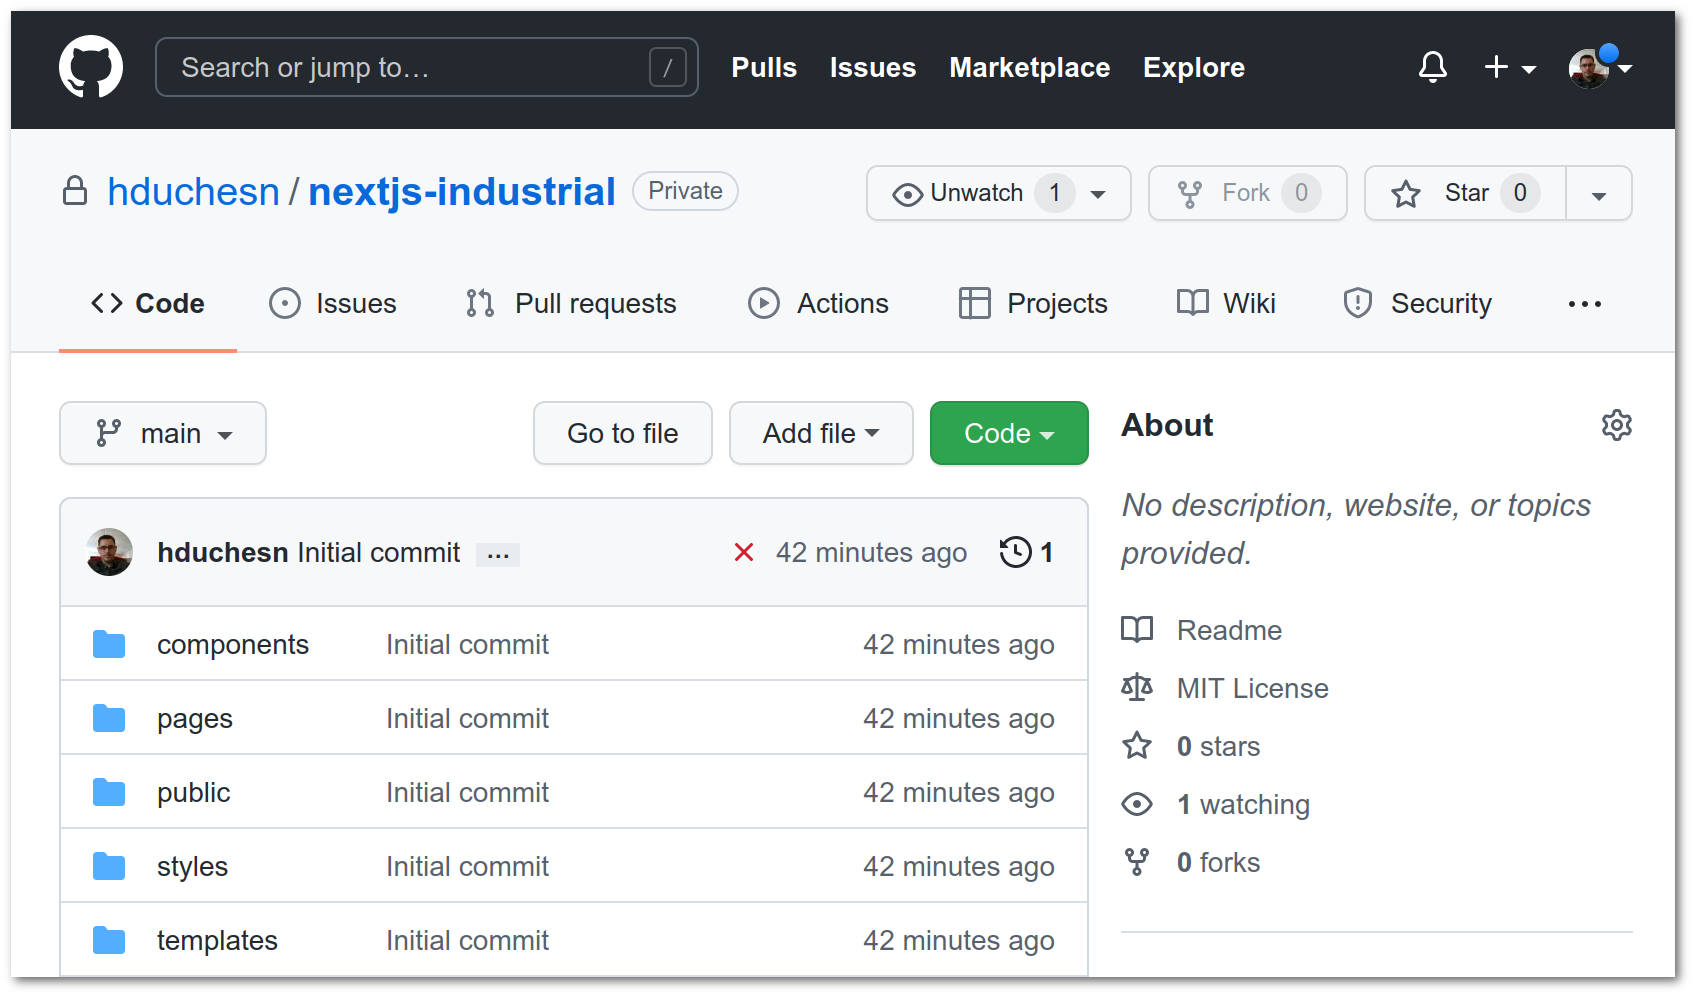 Search or jump to… /
Pulls Issues Marketplace Explore
hduchesn / nextjs-industrial Private
Unwatch 1 Fork 0 Star 0
Code Issues Pull requests Actions Projects Wiki Security ...
main Go to file Add file Code
hduchesn Initial commit ... 42 minutes ago 1
components Initial commit 42 minutes ago
pages Initial commit 42 minutes ago
public Initial commit 42 minutes ago
styles Initial commit 42 minutes ago
templates Initial commit 42 minutes ago
About
No description, website, or topics
provided.
Readme
MIT License
0 stars
1 watching
0 forks